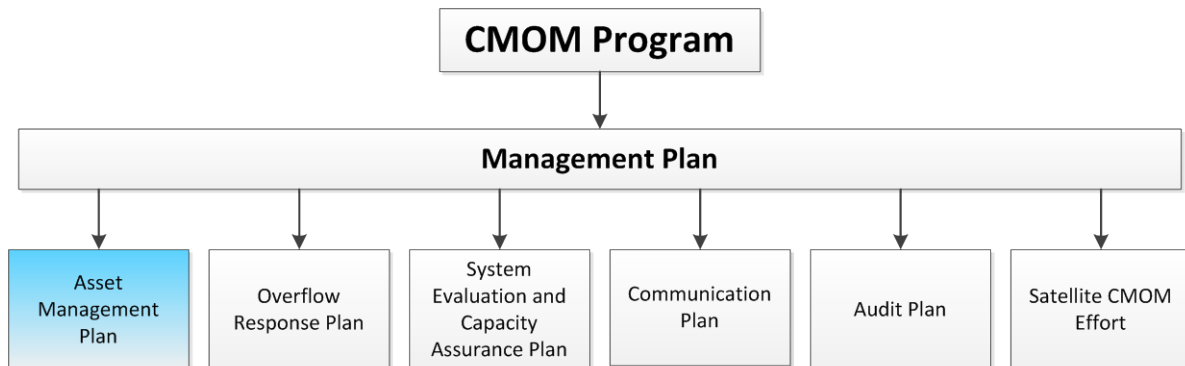 CMOM Program
Management Plan
Asset
Management
Plan
Overflow
Response Plan
System
Evaluation and
Capacity
Assurance Plan
Communication
Plan
Audit Plan
Satellite CMOM
Effort